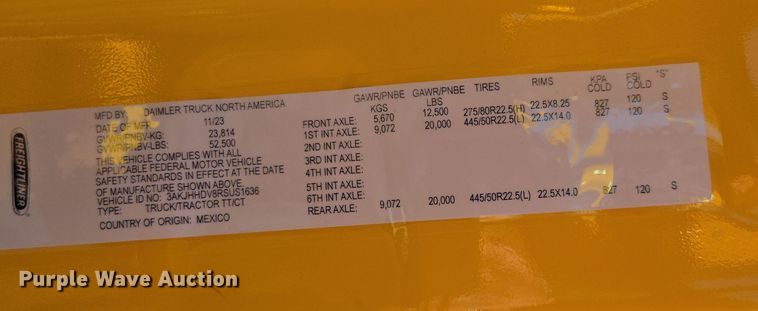 FREIGHTLINER
MFD BY: DAIMLER TRUCK NORTH AMERICA
DATE OF MFR: 11/23
GVWR/PNBV-KG: 23,814
GVWR/PNBV-LBS: 52,500
THIS VEHICLE COMPLIES WITH ALL
APPLICABLE FEDERAL MOTOR VEHICLE
SAFETY STANDARDS IN EFFECT AT THE DATE
OF MANUFACTURE SHOWN ABOVE
VEHICLE ID NO: 3AKJHHDV8RSUS1636
TYPE: TRUCK/TRACTOR TT/CT
COUNTRY OF ORIGIN: MEXICO
GAWR/PNBE KGS GAWR/PNBE LBS TIRES RIMS KPA COLD PSI COLD "S"
FRONT AXLE: 5,670 12,500 275/80R22.5(H) 22.5X8.25 827 120 S
1ST INT AXLE: 9,072 20,000 445/50R22.5(L) 22.5X14.0 827 120 S
2ND INT AXLE:
3RD INT AXLE:
4TH INT AXLE:
5TH INT AXLE:
6TH INT AXLE:
REAR AXLE: 9,072 20,000 445/50R22.5(L) 22.5X14.0 827 120 S
Purple Wave Auction